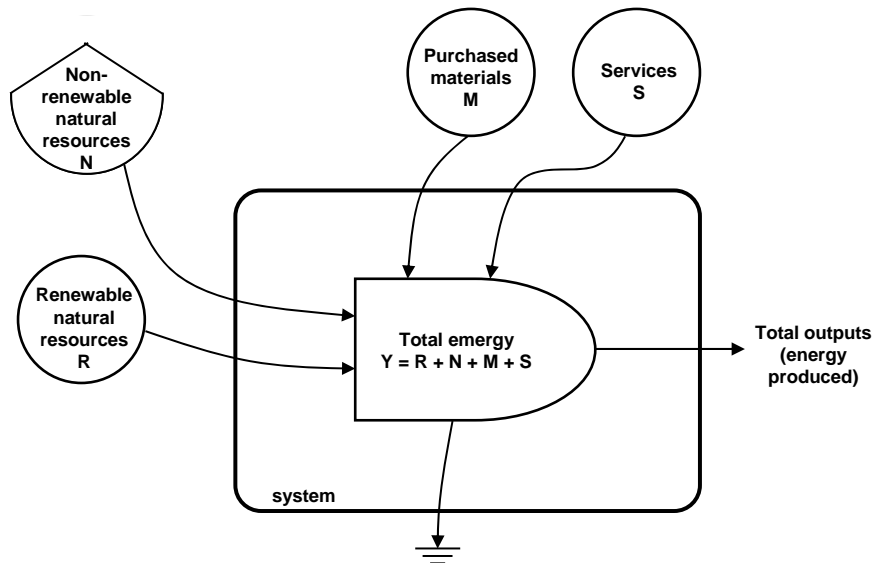 Non-
renewable
natural
resources
N
Purchased
materials
M
Services
S
Renewable
natural
resources
R
Total emergy
Y = R + N + M + S
Total outputs
(energy
produced)
system